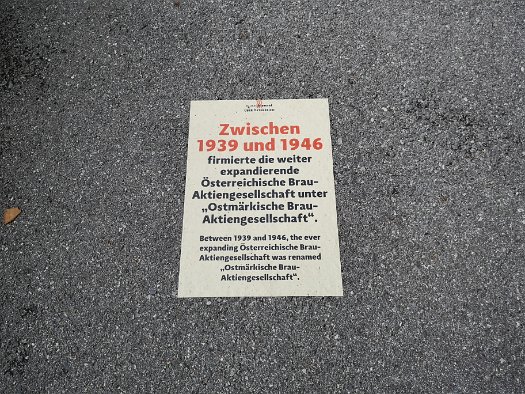 Zwischen
1939 und 1946
firmierte die weiter
expandierende
Österreichische Brau-
Aktiengesellschaft unter
„Ostmärkische Brau-
Aktiengesellschaft“.
Between 1939 and 1946, the ever
expanding Österreichische Brau-
Aktiengesellschaft was renamed
„Ostmärkische Brau-
Aktiengesellschaft“.